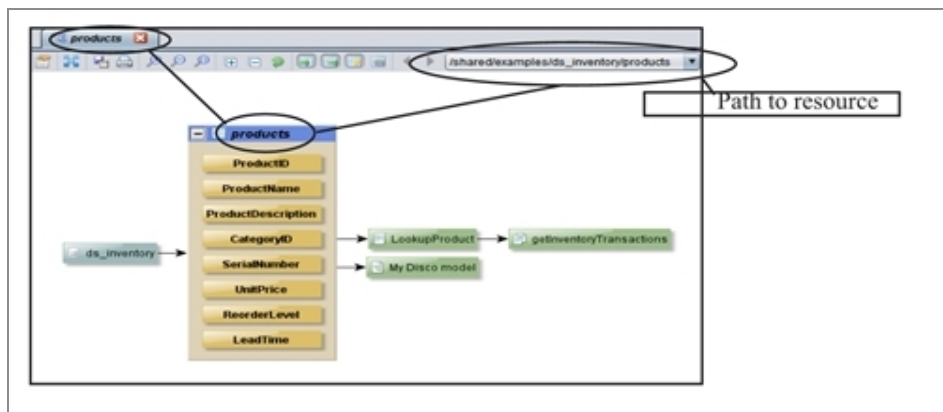 products
/shared/examples/ds_inventory/products
Path to resource
products
ProductID
ProductName
ProductDescription
CategoryID
LookupProduct
getInventoryTransactions
ds_inventory
SerialNumber
My Disco model
UnitPrice
ReorderLevel
LeadTime